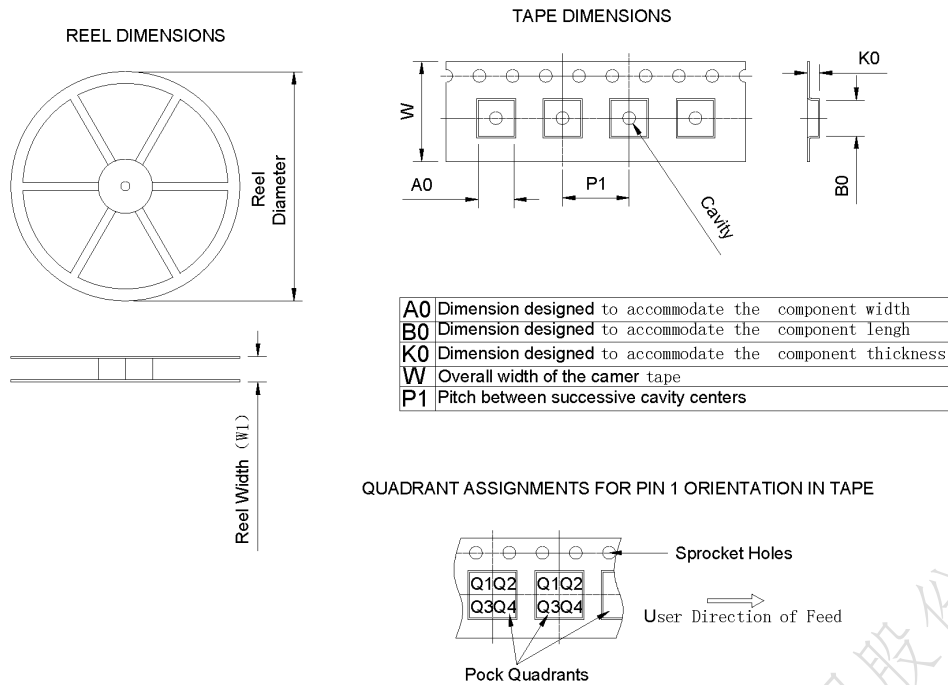 REEL DIMENSIONS
TAPE DIMENSIONS
Reel
Diameter
Reel Width (W1)
W
A0
P1
Cavity
K0
B0
A0 Dimension designed to accommodate the component width
B0 Dimension designed to accommodate the component lengh
K0 Dimension designed to accommodate the component thickness
W Overall width of the camer tape
P1 Pitch between successive cavity centers
QUADRANT ASSIGNMENTS FOR PIN 1 ORIENTATION IN TAPE
Sprocket Holes
Q1Q2 Q1Q2
Q3Q4 Q3Q4
User Direction of Feed
Pock Quadrants
股份